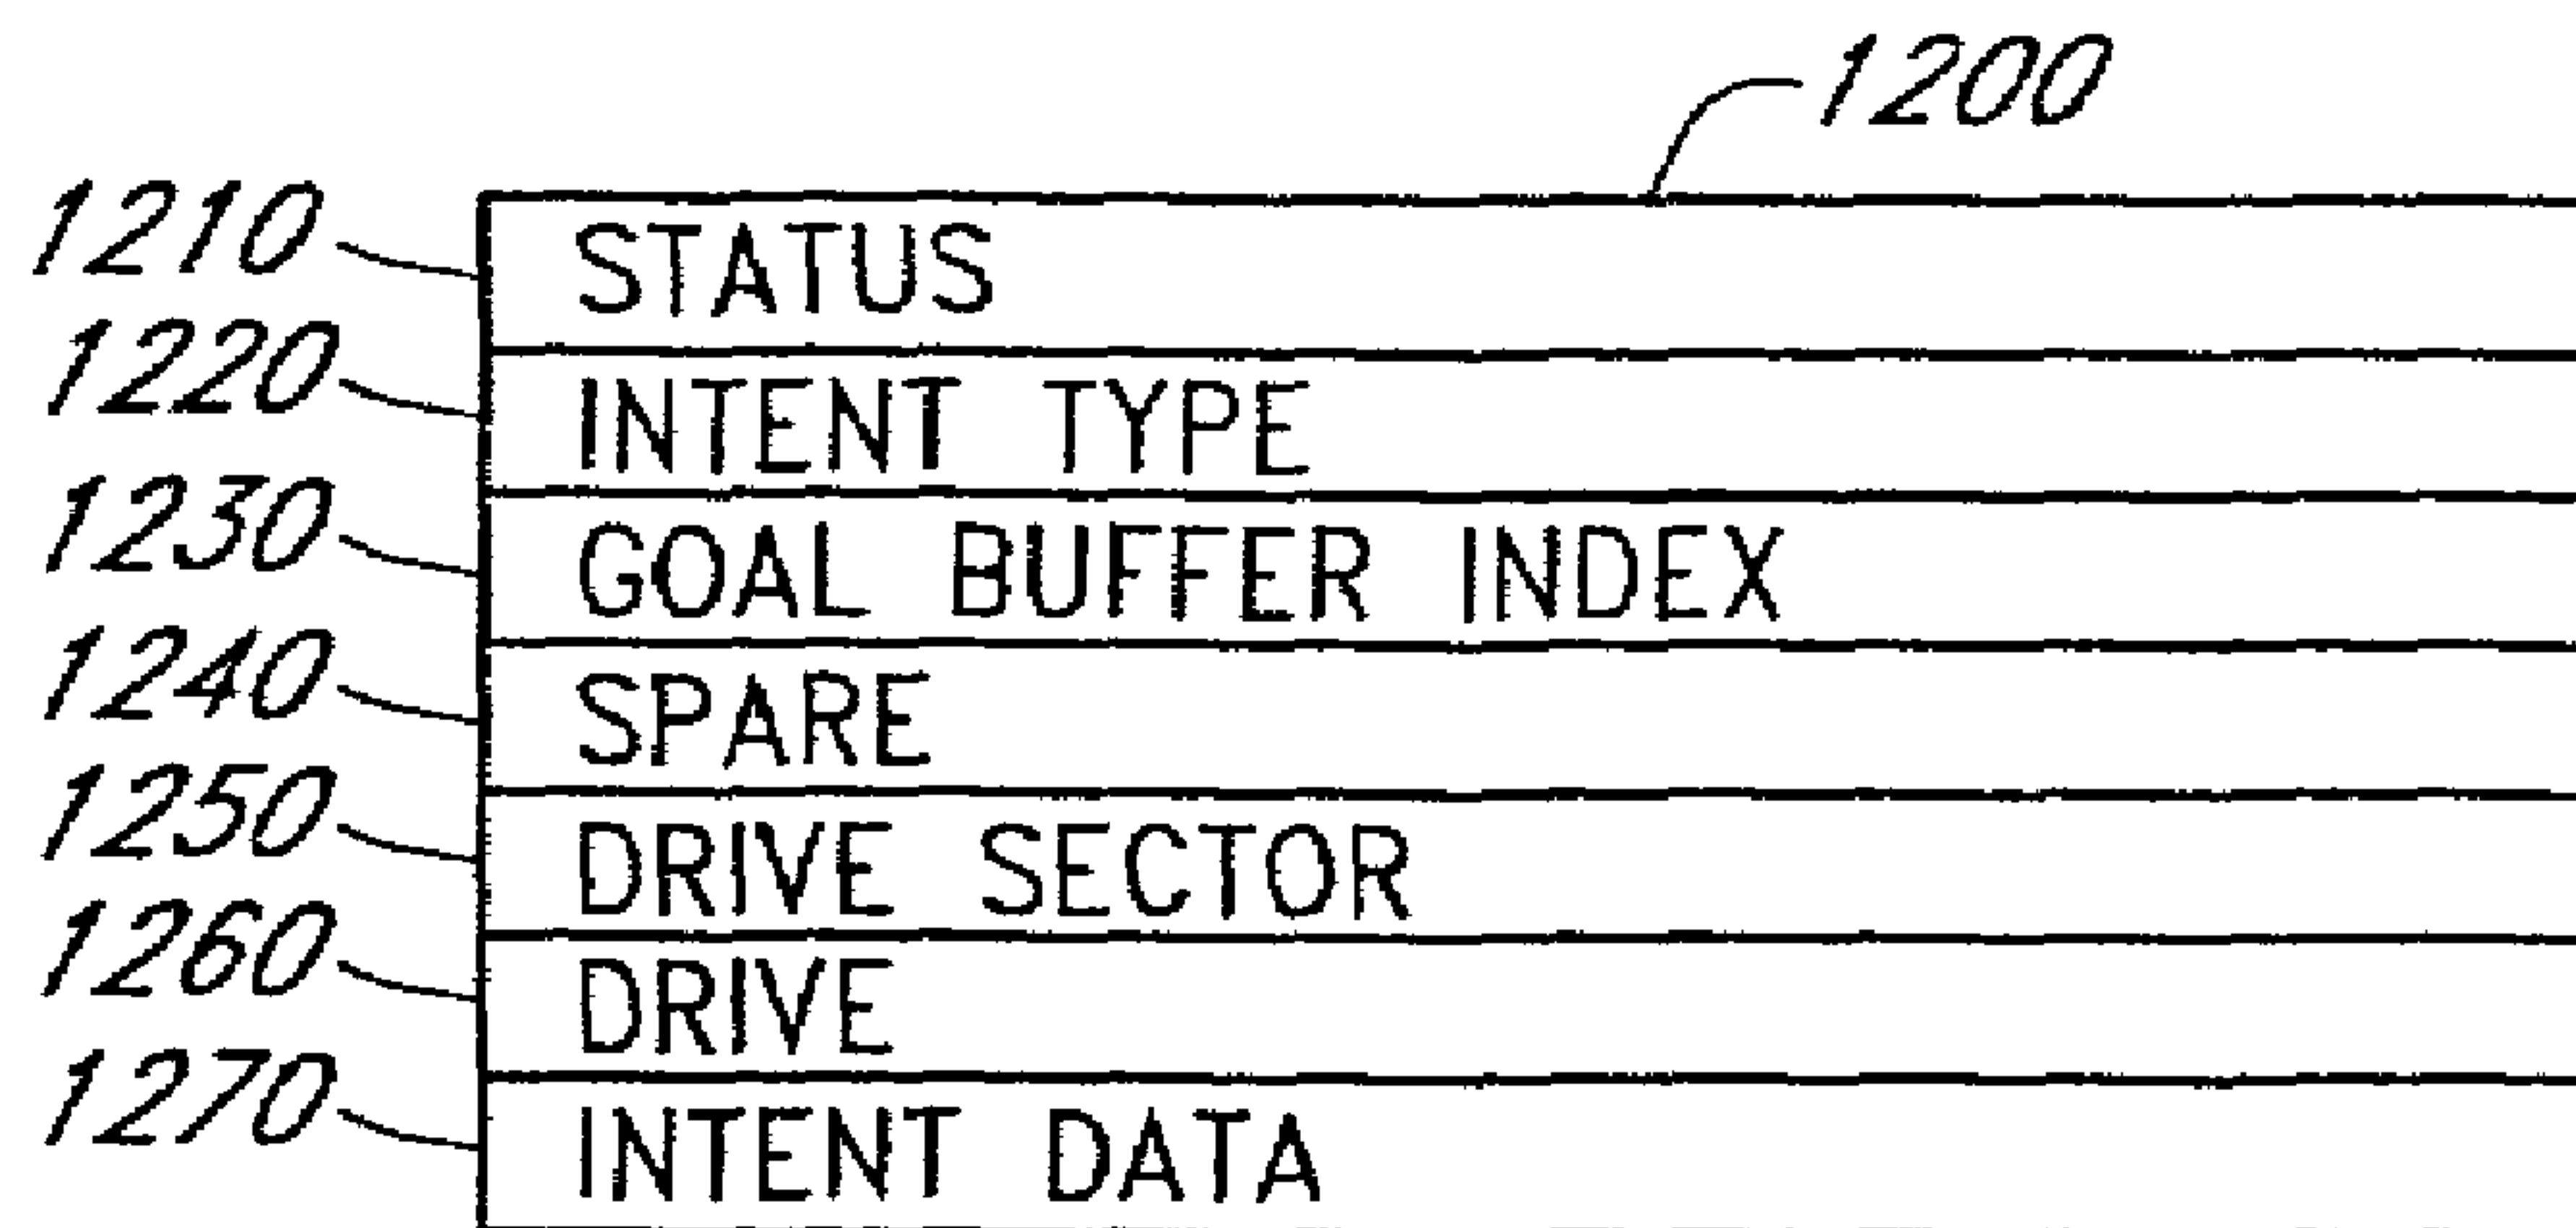 1200
1210 STATUS
1220 INTENT TYPE
1230 GOAL BUFFER INDEX
1240 SPARE
1250 DRIVE SECTOR
1260 DRIVE
1270 INTENT DATA